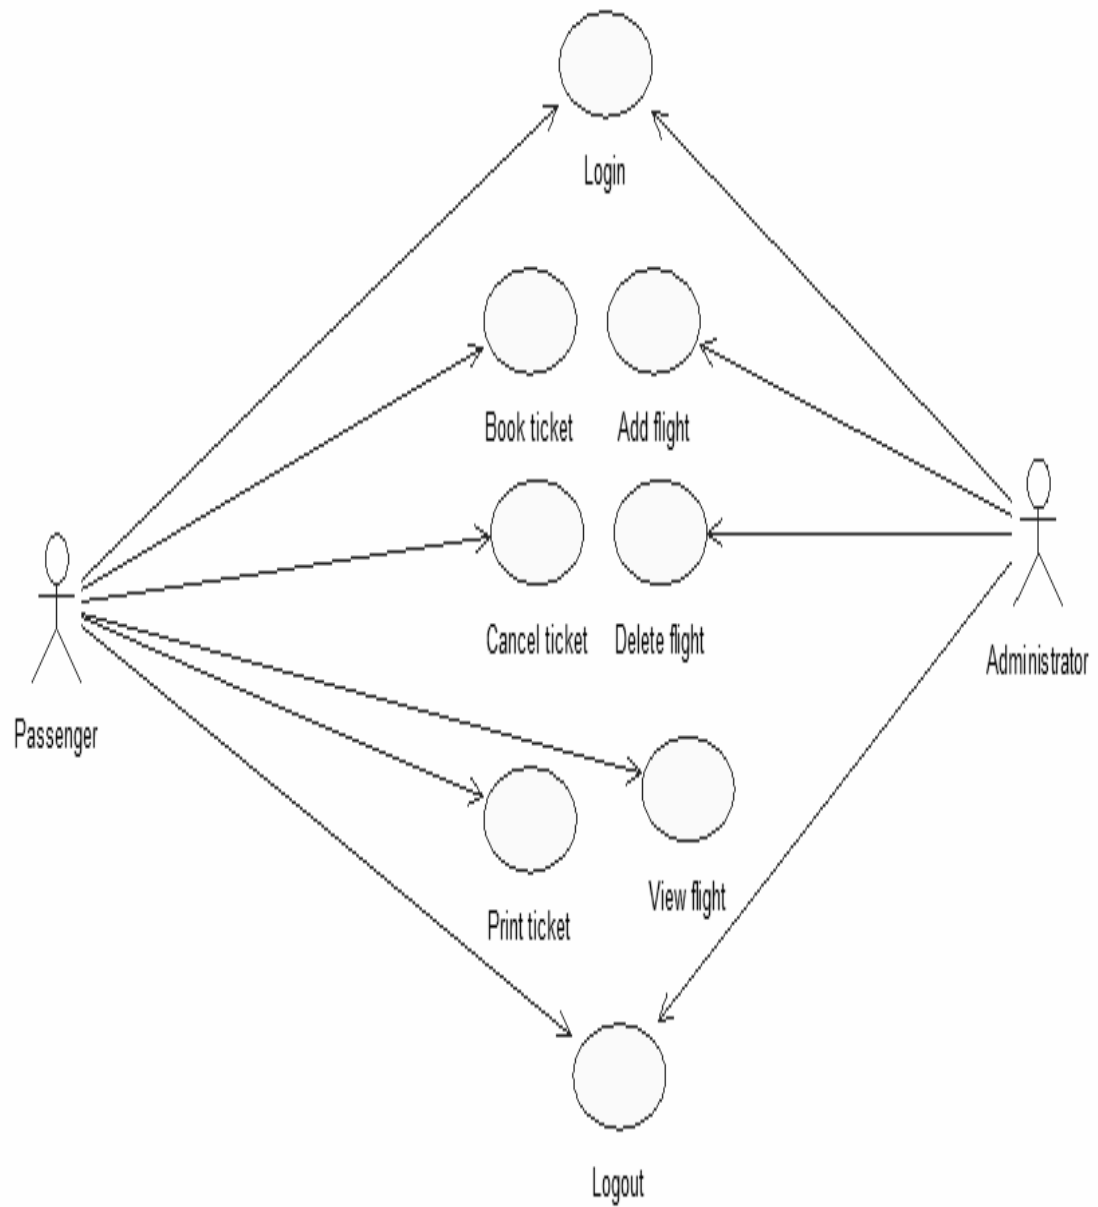 Login
Book ticket
Add flight
Cancel ticket
Delete flight
Administrator
Passenger
View flight
Print ticket
Logout